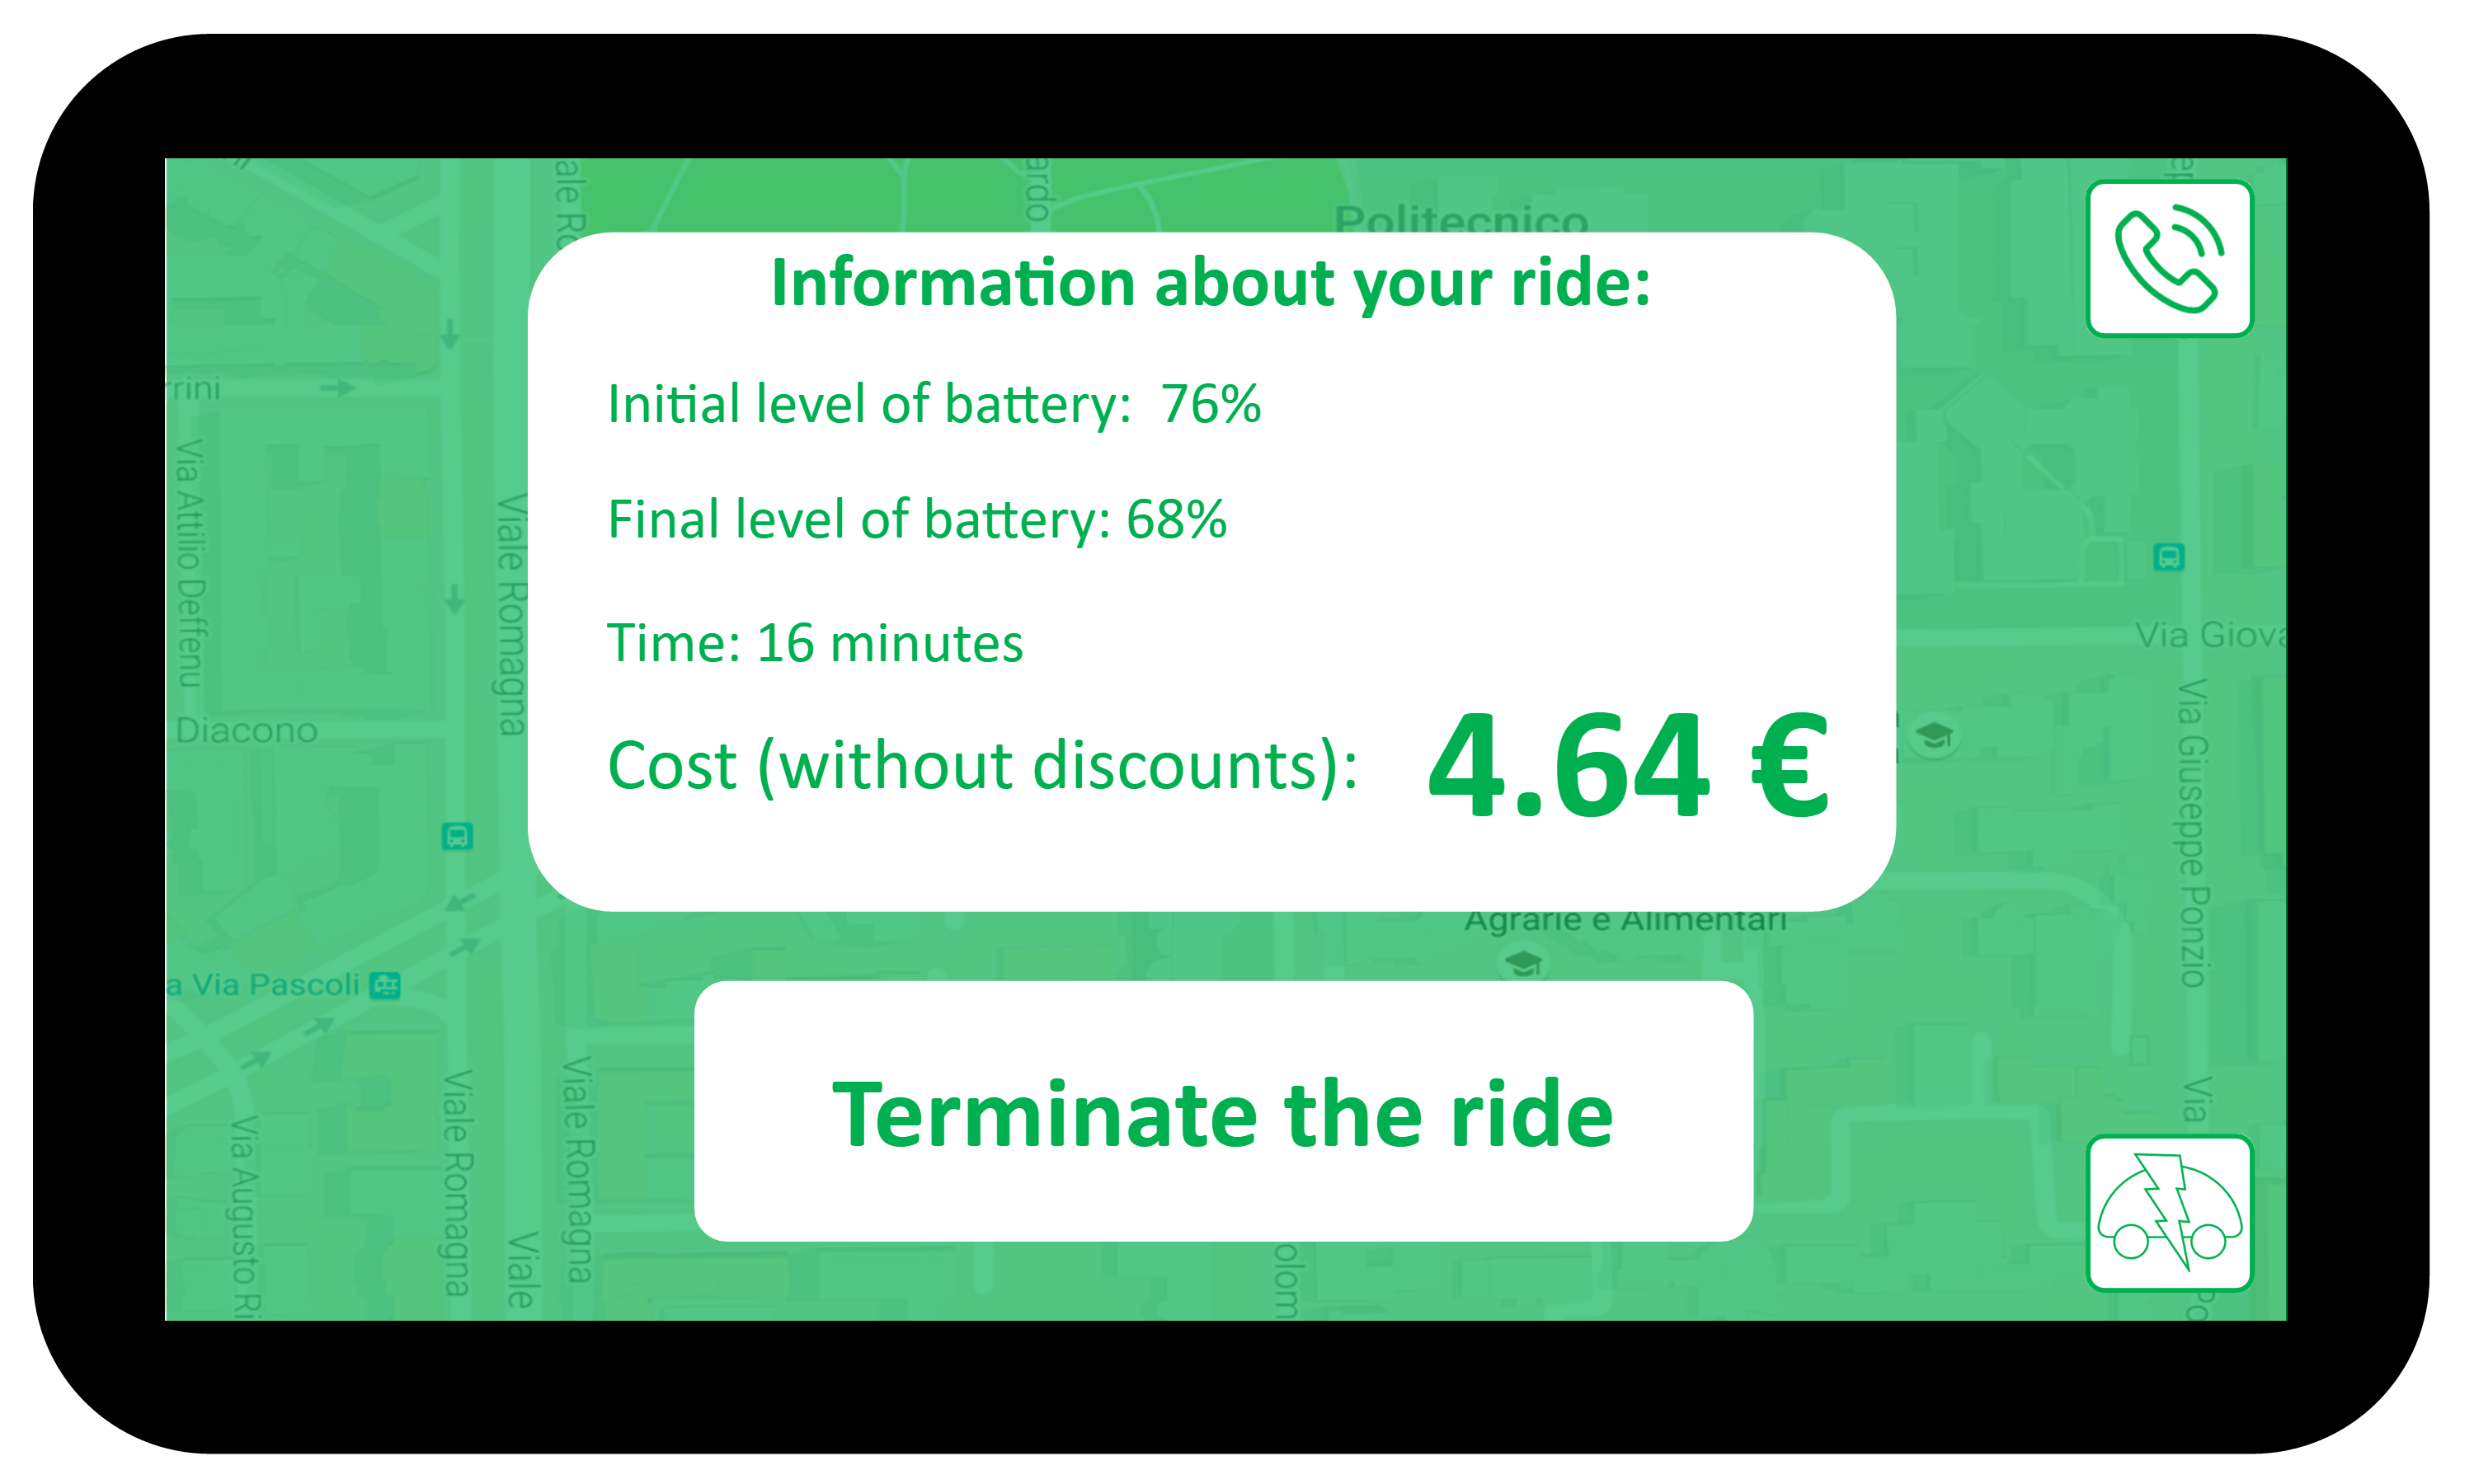 Politecnico
Information about your ride:
Initial level of battery:  76%
rrini
Via Attilio Deffenu
Final level of battery: 68%
Viale Romagna
Time: 16 minutes
Via Giova
Diacono
Cost (without discounts): 4.64 €
Via Giuseppe Ponzio
Agrarie e Alimentari
a Via Pascoli
Terminate the ride
Via Augusto Ri
Viale Romagna
Viale Romagna
Viale
Via
olom